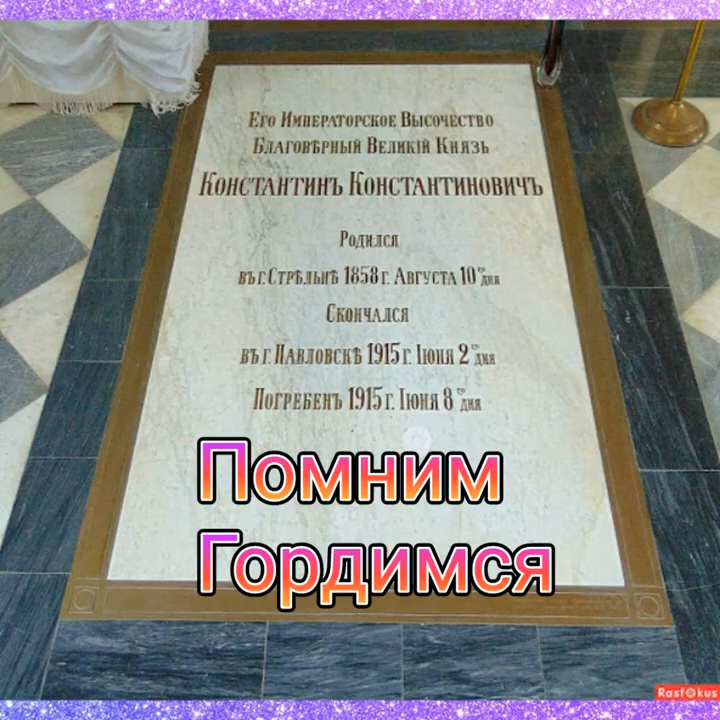 Его Императорское Высочество
Благовѣрный Великій Князь
Константинъ Константиновичъ
Родился
въ г. Стрѣльнѣ 1858 г. Августа 10го дня
Скончался
въ г. Павловскѣ 1915 г. Іюня 2го дня
Погребенъ 1915 г. Іюня 8го дня
Помним
Гордимся
Rasfokus